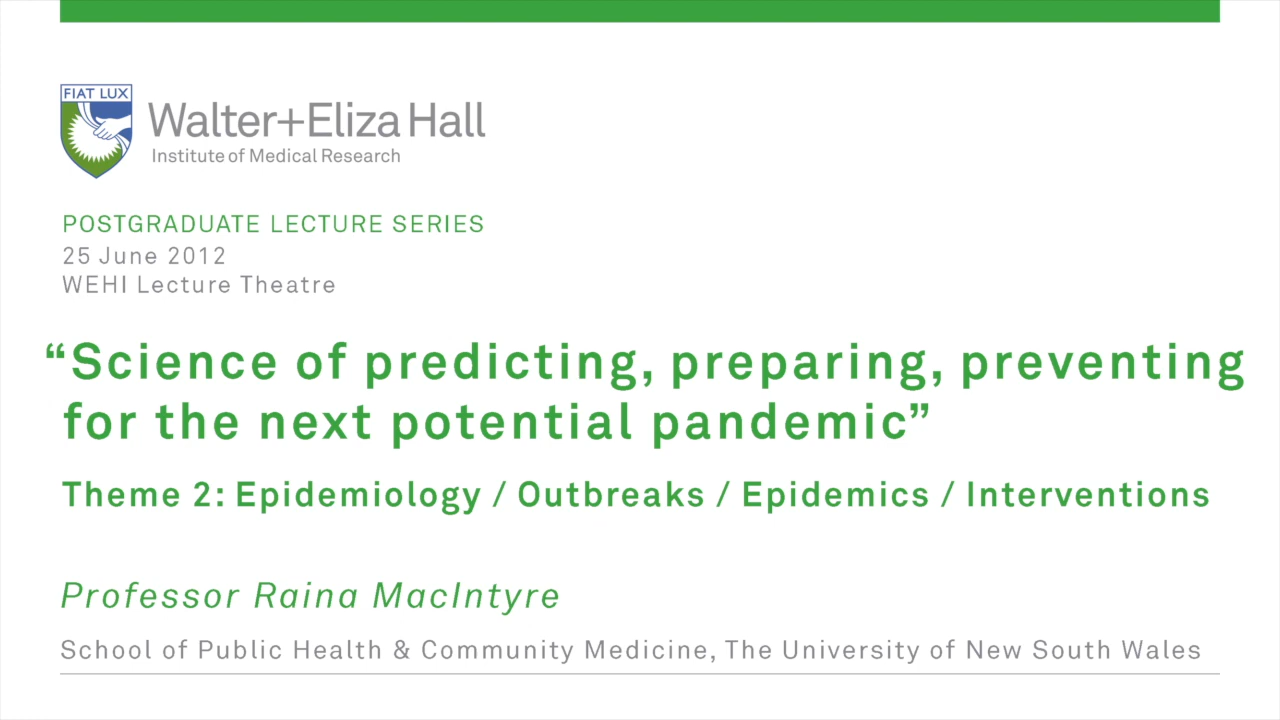 FIAT LUX
Walter+Eliza Hall
Institute of Medical Research
POSTGRADUATE LECTURE SERIES
25 June 2012
WEHI Lecture Theatre
“Science of predicting, preparing, preventing
for the next potential pandemic”
Theme 2: Epidemiology / Outbreaks / Epidemics / Interventions
Professor Raina MacIntyre
School of Public Health & Community Medicine, The University of New South Wales